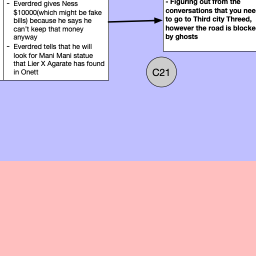 - Everdred gives Ness
$10000(which might be fake
bills) because he says he
can't keep that money
anyway
- Everdred tells that he will
look for Mani Mani statue
that Lier X Agarate has found
in Onett
- Figuring out from the
conversations that you nee
to go to Third city Threed,
however the road is blocke
by ghosts
C21